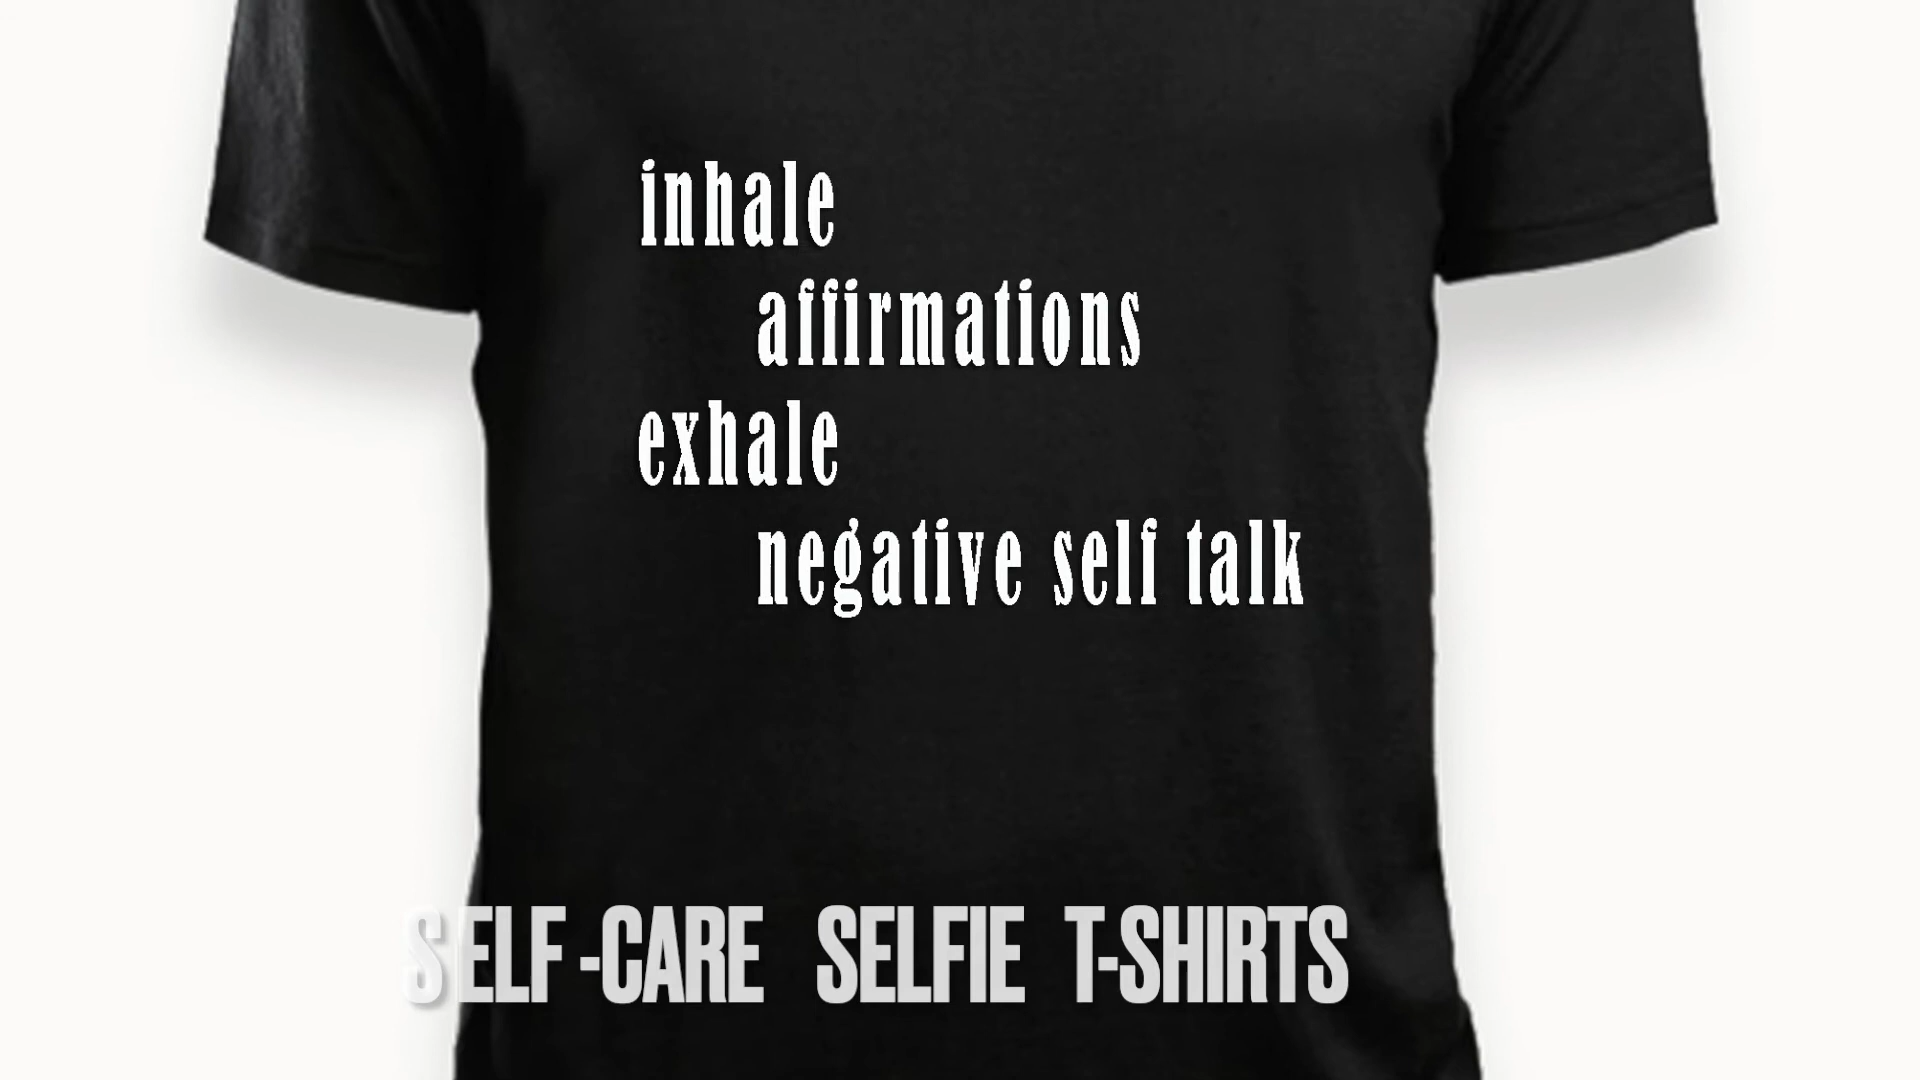 inhale
affirmations
exhale
negative self talk
SELF-CARE SELFIE T-SHIRTS